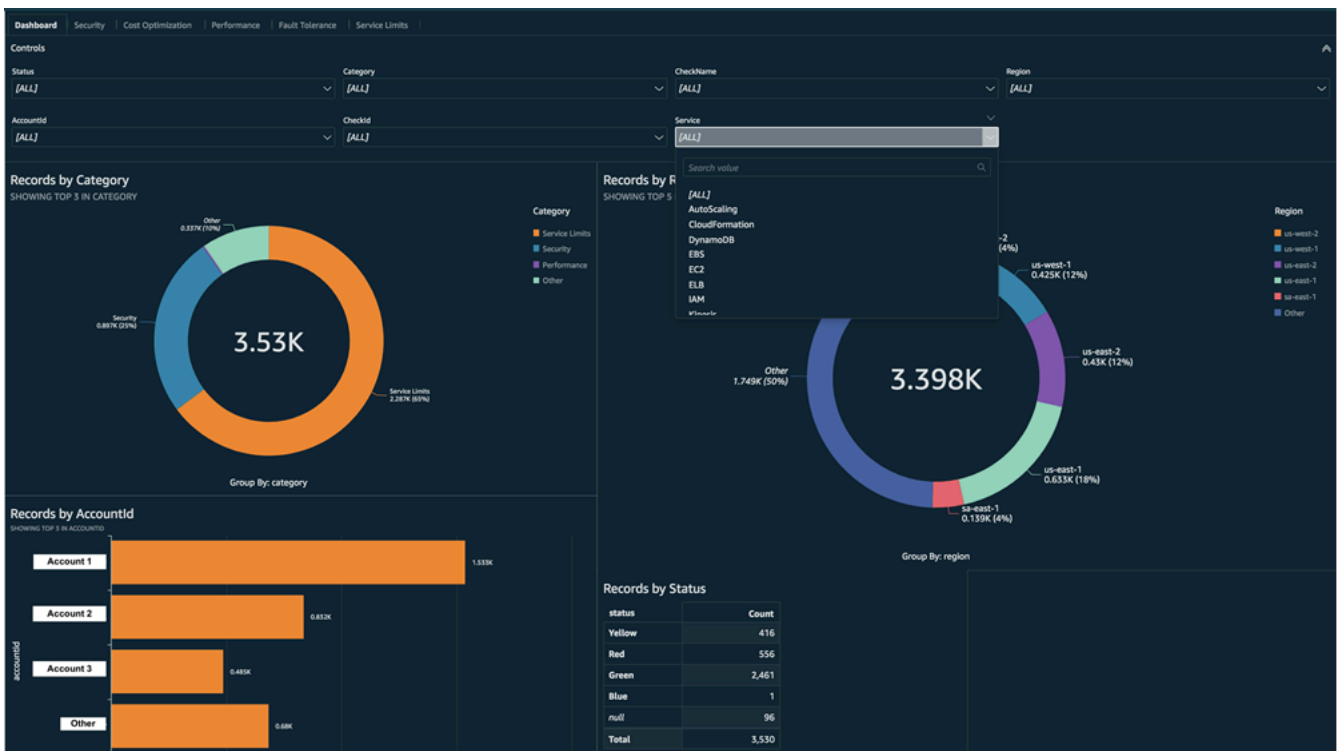 Dashboard Security Cost Optimization Performance Fault Tolerance Service Limits
Controls
Status Category CheckName Region
[ALL] [ALL] [ALL] [ALL]
AccountId CheckId Service
[ALL] [ALL] [ALL]
Search value
[ALL]
AutoScaling
CloudFormation
DynamoDB
EBS
EC2
ELB
IAM
Kinesis
Records by Category
SHOWING TOP 3 IN CATEGORY
Other
0.337K (10%)
Security
0.897K (25%)
3.53K
Service Limits
2.287K (65%)
Group By: category
Category
Service Limits
Security
Performance
Other
Records by R
SHOWING TOP 5
-2
(4%)
us-west-1
0.425K (12%)
us-east-2
0.43K (12%)
Other
1.749K (50%)
3.398K
us-east-1
0.633K (18%)
sa-east-1
0.139K (4%)
Group By: region
Region
us-west-2
us-west-1
us-east-2
us-east-1
sa-east-1
Other
Records by AccountId
SHOWING TOP 3 IN ACCOUNTID
accountId
Account 1 1.533K
Account 2 0.852K
Account 3 0.485K
Other 0.68K
Records by Status
status Count
Yellow 416
Red 556
Green 2,461
Blue 1
null 96
Total 3,530